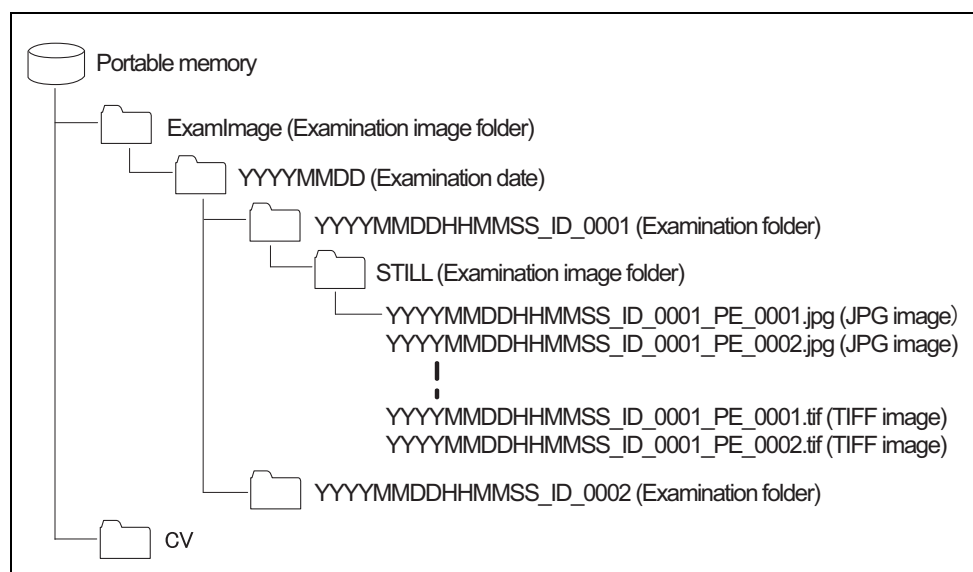 Portable memory
ExamImage (Examination image folder)
YYYYMMDD (Examination date)
YYYYMMDDHHMMSS_ID_0001 (Examination folder)
STILL (Examination image folder)
YYYYMMDDHHMMSS_ID_0001_PE_0001.jpg (JPG image)
YYYYMMDDHHMMSS_ID_0001_PE_0002.jpg (JPG image)
YYYYMMDDHHMMSS_ID_0001_PE_0001.tif (TIFF image)
YYYYMMDDHHMMSS_ID_0001_PE_0002.tif (TIFF image)
YYYYMMDDHHMMSS_ID_0002 (Examination folder)
CV